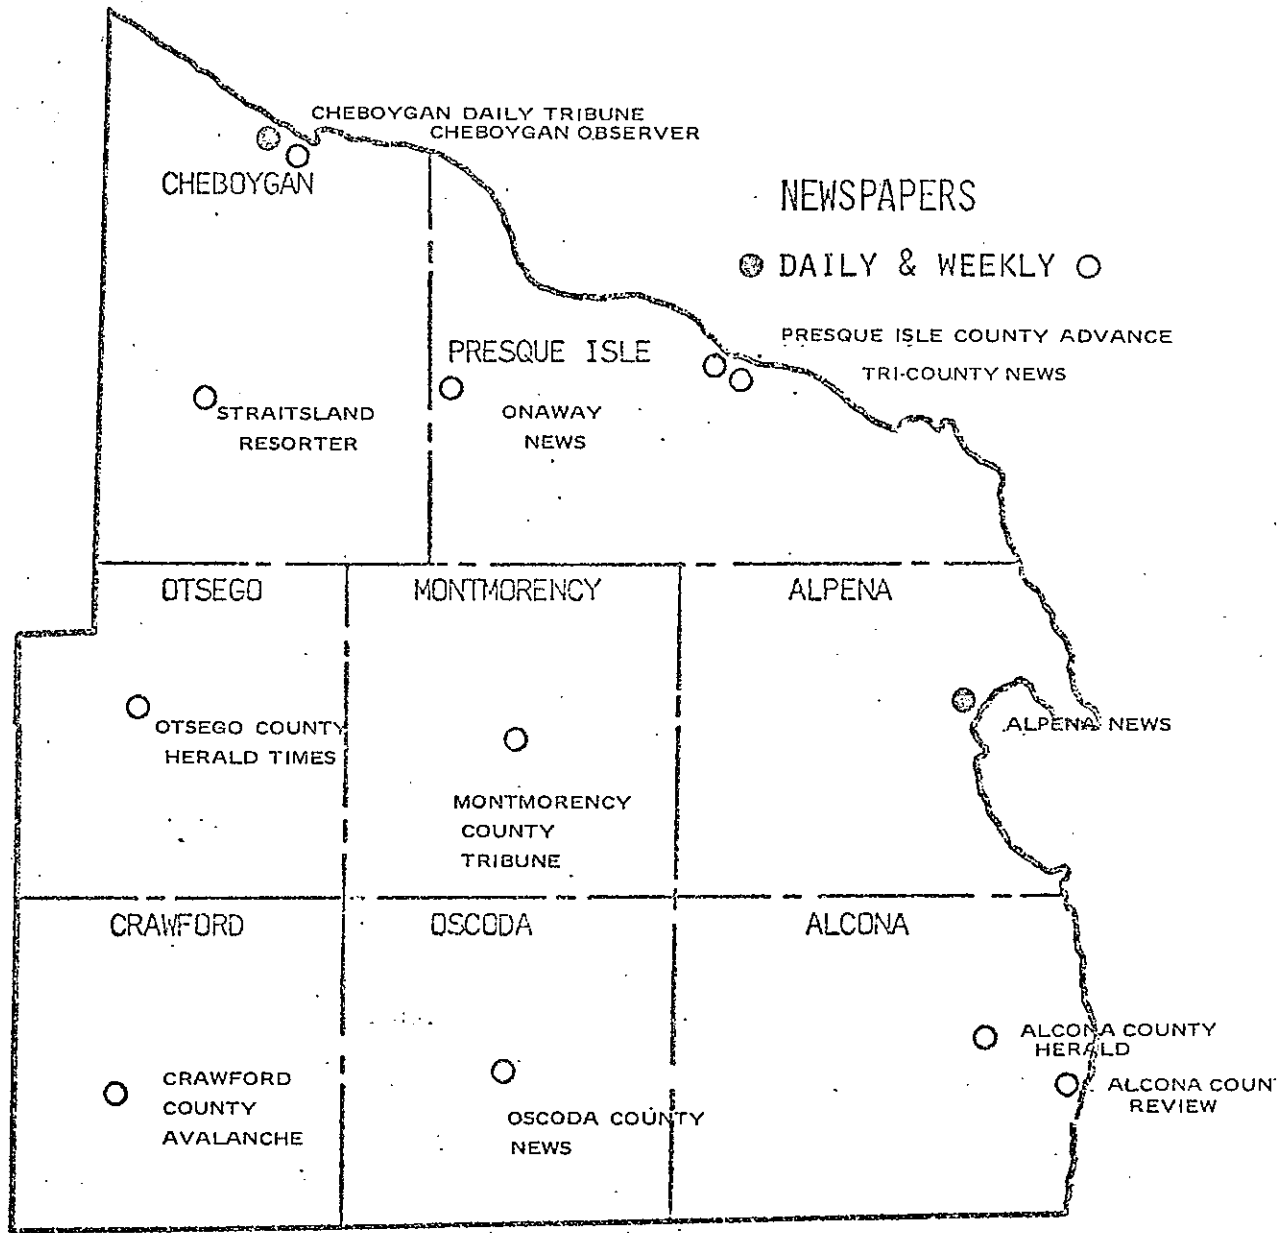 CHEBOYGAN DAILY TRIBUNE
CHEBOYGAN OBSERVER
CHEBOYGAN
NEWSPAPERS
DAILY & WEEKLY
PRESQUE ISLE COUNTY ADVANCE
TRI-COUNTY NEWS
PRESQUE ISLE
STRAITSLAND
RESORTER
ONAWAY
NEWS
OTSEGO
MONTMORENCY
ALPENA
OTSEGO COUNTY
HERALD TIMES
MONTMORENCY
COUNTY
TRIBUNE
ALPENA NEWS
CRAWFORD
OSCODA
ALCONA
CRAWFORD
COUNTY
AVALANCHE
OSCODA COUNTY
NEWS
ALCONA COUNTY
HERALD
ALCONA COUN
REVIEW